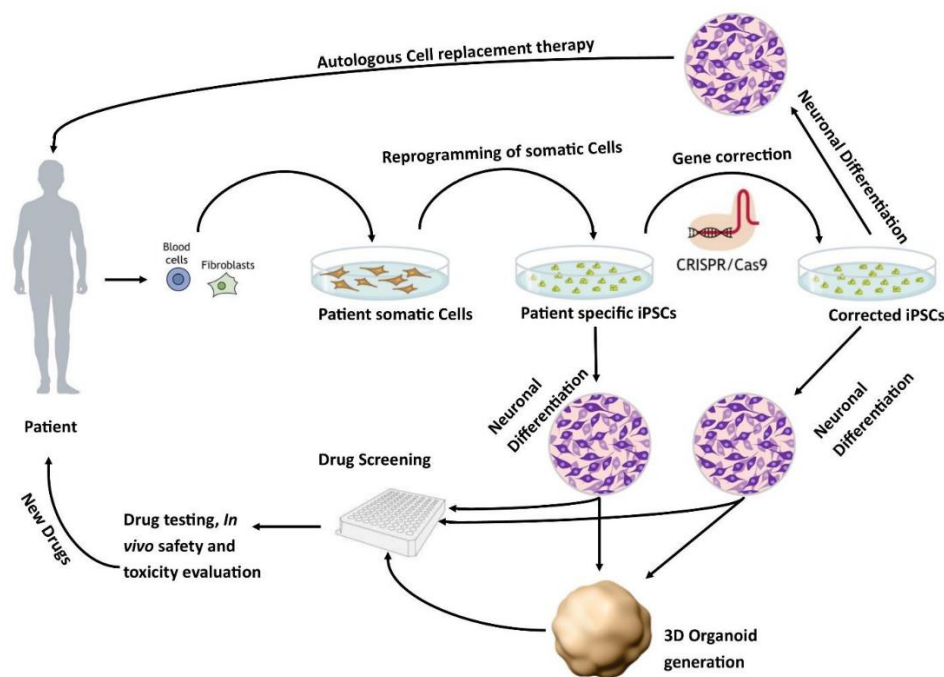 Autologous Cell replacement therapy
Neuronal Differentiation
Reprogramming of somatic Cells
Gene correction
Blood
cells
Fibroblasts
CRISPR/Cas9
Patient somatic Cells
Patient specific iPSCs
Corrected iPSCs
Neuronal
Differentiation
Neuronal
Differentiation
Patient
Drug Screening
New Drugs
Drug testing, In
vivo safety and
toxicity evaluation
3D Organoid
generation